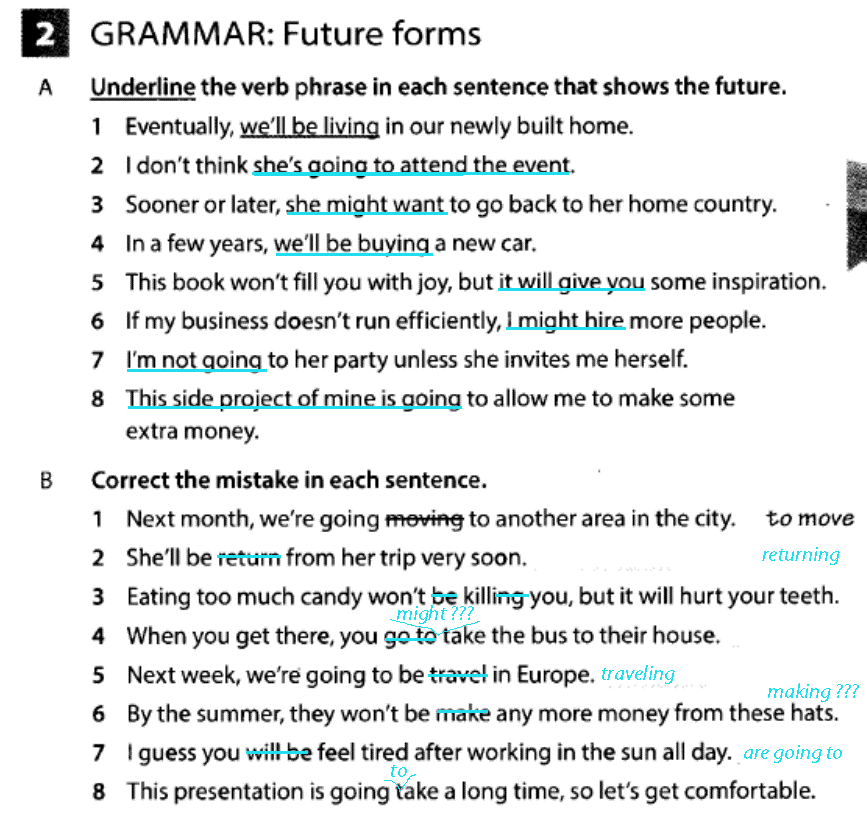 2 GRAMMAR: Future forms
A Underline the verb phrase in each sentence that shows the future.
1 Eventually, we'll be living in our newly built home.
2 I don't think she's going to attend the event.
3 Sooner or later, she might want to go back to her home country.
4 In a few years, we'll be buying a new car.
5 This book won't fill you with joy, but it will give you some inspiration.
6 If my business doesn't run efficiently, I might hire more people.
7 I'm not going to her party unless she invites me herself.
8 This side project of mine is going to allow me to make some
extra money.
B Correct the mistake in each sentence.
1 Next month, we're going moving to another area in the city. to move
2 She'll be return from her trip very soon. returning
3 Eating too much candy won't be killing you, but it will hurt your teeth.
might ???
4 When you get there, you go to take the bus to their house.
5 Next week, we're going to be travel in Europe. traveling
making ???
6 By the summer, they won't be make any more money from these hats.
7 I guess you will be feel tired after working in the sun all day. are going to
to
8 This presentation is going take a long time, so let's get comfortable.